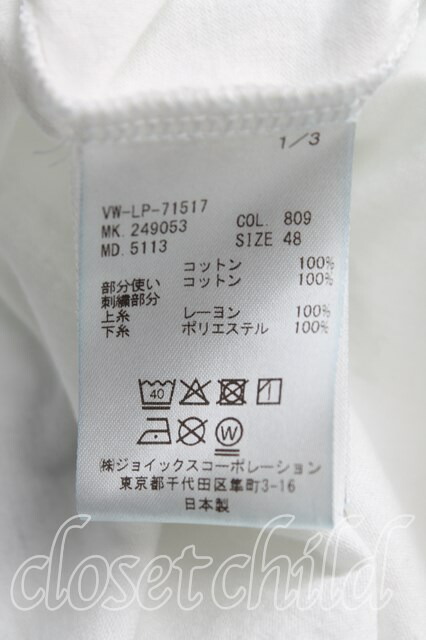 1/3
VW-LP-71517
MK. 249053 COL. 809
MD. 5113 SIZE 48
コットン 100%
部分使い コットン 100%
刺繍部分
上糸 レーヨン 100%
下糸 ポリエステル 100%
40
W
㈱ジョイックスコーポレーション
東京都千代田区隼町3-16
日本製
closet child